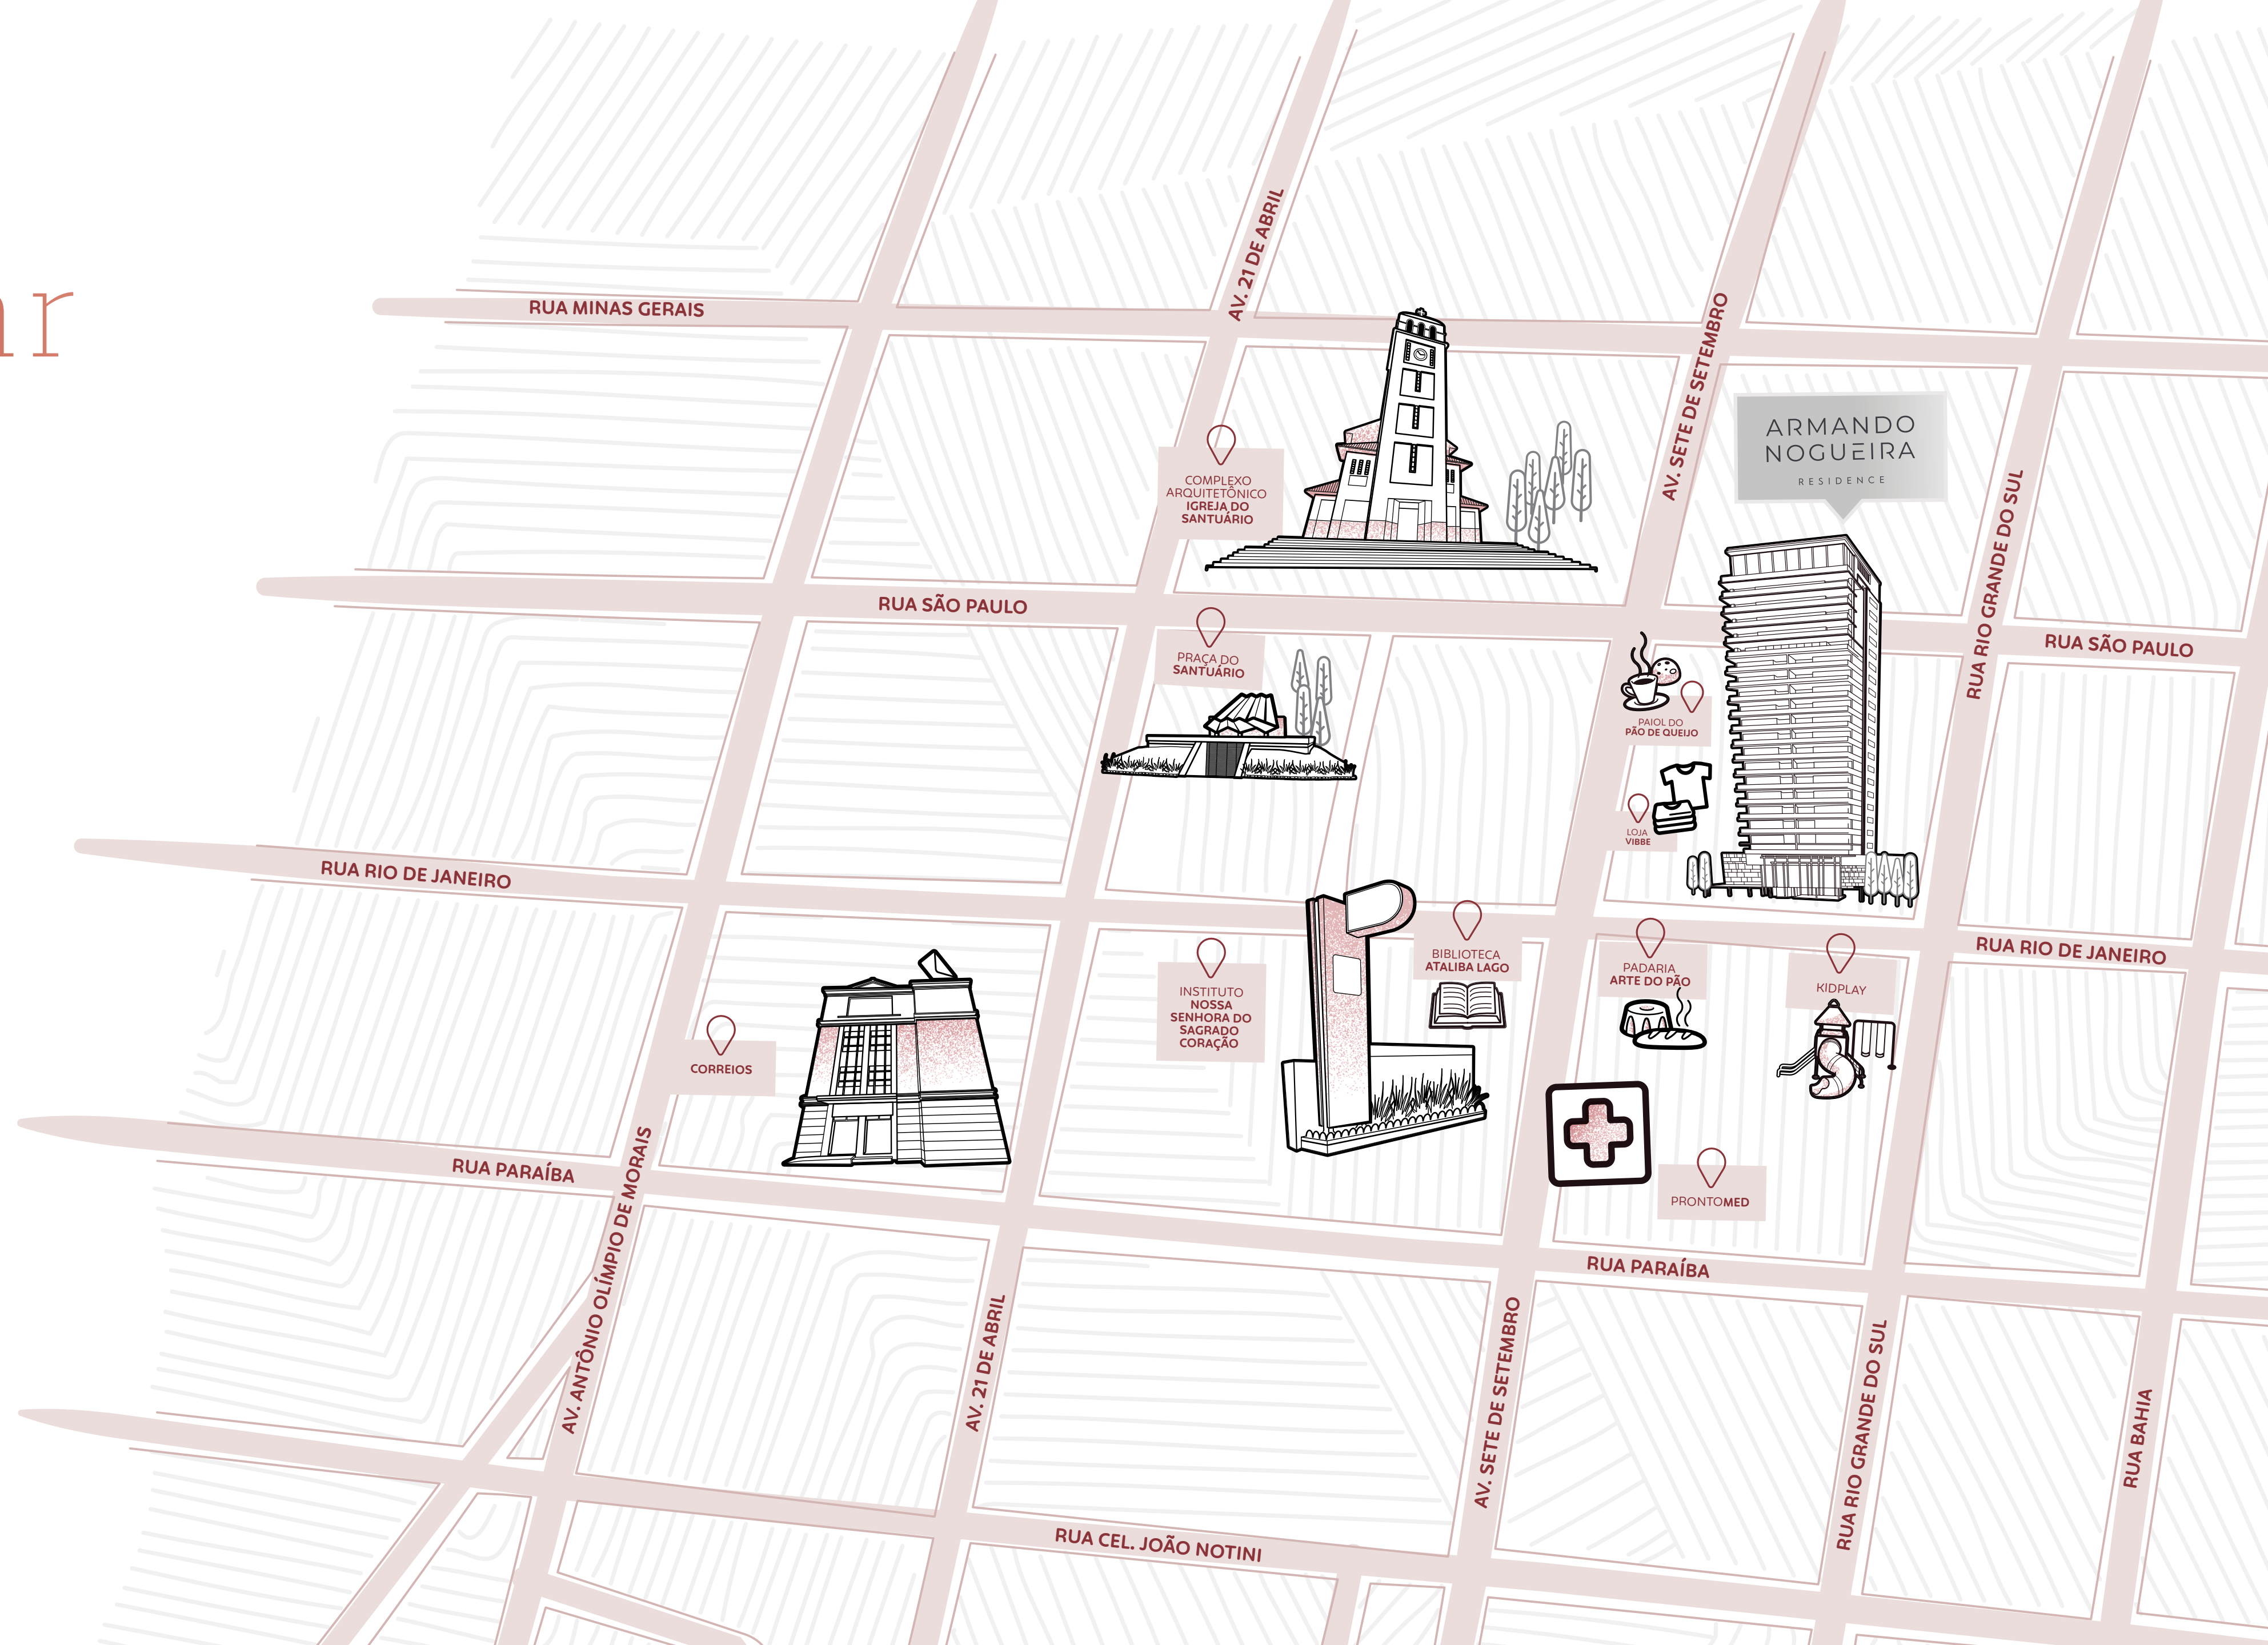 ar
RUA MINAS GERAIS
AV. 21 DE ABRIL
AV. SETE DE SETEMBRO
ARMANDO
NOGUEIRA
RESIDENCE
COMPLEXO
ARQUITETÔNICO
IGREJA DO
SANTUÁRIO
RUA SÃO PAULO
RUA RIO GRANDE DO SUL
RUA SÃO PAULO
PRAÇA DO
SANTUÁRIO
PAIOL DO
PÃO DE QUEIJO
LOJA
VIBBE
RUA RIO DE JANEIRO
RUA RIO DE JANEIRO
BIBLIOTECA
ATALIBA LAGO
PADARIA
ARTE DO PÃO
KIDPLAY
INSTITUTO
NOSSA
SENHORA DO
SAGRADO
CORAÇÃO
CORREIOS
RUA PARAÍBA
AV. ANTÔNIO OLÍMPIO DE MORAIS
PRONTOMED
RUA PARAÍBA
AV. 21 DE ABRIL
AV. SETE DE SETEMBRO
RUA RIO GRANDE DO SUL
RUA BAHIA
RUA CEL. JOÃO NOTINI